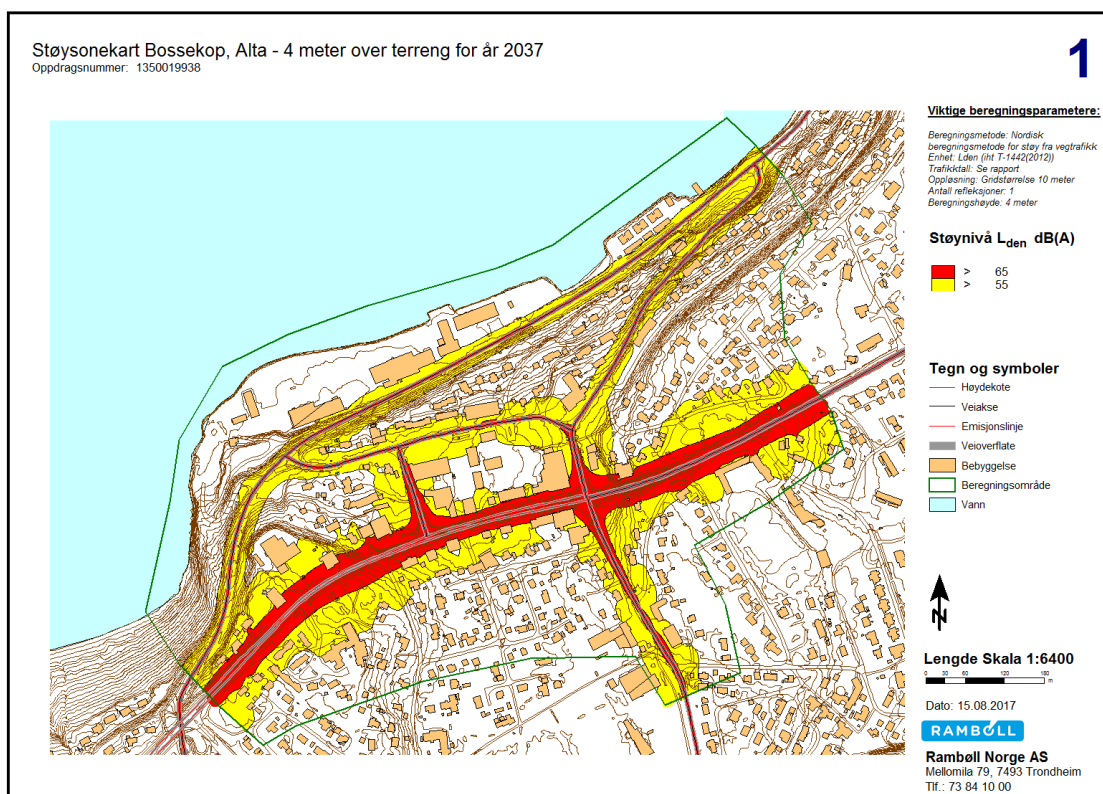 Støysonekart Bossekop, Alta - 4 meter over terreng for år 2037
Oppdragsnummer: 1350019938
1
Viktige beregningsparametere:
Beregningsmetode: Nordisk
beregningsmetode for støy fra vegtrafikk
Enhet: Lden (iht T-1442(2012))
Trafikktall: Se rapport
Oppløsning: Gridstørrelse 10 meter
Antall refleksjoner: 1
Beregningshøyde: 4 meter
Støynivå Lden dB(A)
> 65
> 55
Tegn og symboler
Høydekote
Veiakse
Emisjonslinje
Veioverflate
Bebyggelse
Beregningsområde
Vann
N
Lengde Skala 1:6400
0 30 60 120 180
m
Dato: 15.08.2017
RAMBOLL
Rambøll Norge AS
Mellomila 79, 7493 Trondheim
Tlf.: 73 84 10 00